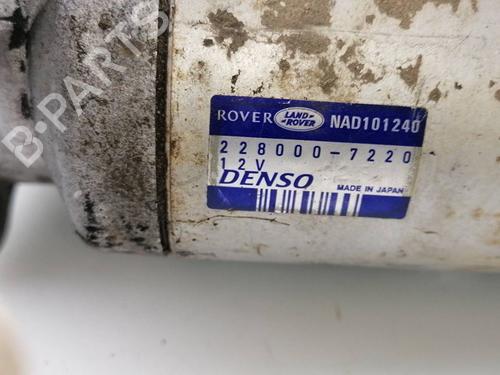 B-PARTS
ROVER LAND ROVER NAD101240
228000-7220
12V
DENSO MADE IN JAPAN